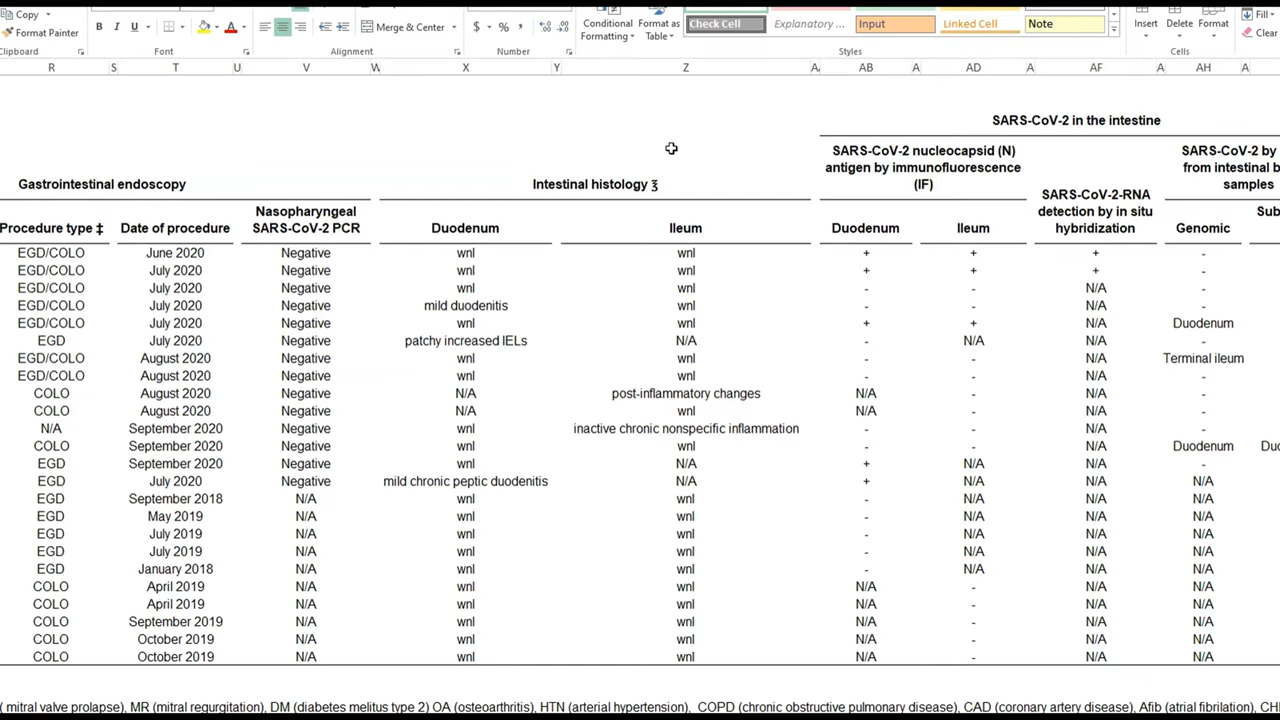 Copy
Format Painter
B I U
A
Merge & Center
$ % , .00
Conditional Formatting
Format as Table
Check Cell
Explanatory ...
Input
Linked Cell
Note
Insert
Delete
Format
Fill
Clear
Clipboard
Font
Alignment
Number
Styles
Cells
R S T U V W X Y Z AB A AD A AF A AH A
SARS-CoV-2 in the intestine
SARS-CoV-2 nucleocapsid (N)
antigen by immunofluorescence
(IF)
SARS-CoV-2 by
from intestinal b
samples
Gastrointestinal endoscopy
Intestinal histology ℥
SARS-CoV-2-RNA
detection by in situ
hybridization
Nasopharyngeal
SARS-CoV-2 PCR
Procedure type ‡ Date of procedure Duodenum Ileum Duodenum Ileum Genomic Sub
EGD/COLO June 2020 Negative wnl wnl + + + -
EGD/COLO July 2020 Negative wnl wnl + + + -
EGD/COLO July 2020 Negative wnl wnl - - N/A -
EGD/COLO July 2020 Negative mild duodenitis wnl - - N/A -
EGD/COLO July 2020 Negative wnl wnl + + N/A Duodenum
EGD July 2020 Negative patchy increased IELs N/A - N/A N/A -
EGD/COLO August 2020 Negative wnl wnl - - N/A Terminal ileum
EGD/COLO August 2020 Negative wnl wnl - - N/A -
COLO August 2020 Negative N/A post-inflammatory changes N/A - N/A -
COLO August 2020 Negative N/A wnl N/A - N/A -
N/A September 2020 Negative wnl inactive chronic nonspecific inflammation - - N/A -
COLO September 2020 Negative wnl wnl - - N/A Duodenum Duo
EGD September 2020 Negative wnl N/A + N/A N/A -
EGD July 2020 Negative mild chronic peptic duodenitis N/A + N/A N/A N/A
EGD September 2018 N/A wnl wnl - N/A N/A N/A
EGD May 2019 N/A wnl wnl - N/A N/A N/A
EGD July 2019 N/A wnl wnl - N/A N/A N/A
EGD July 2019 N/A wnl wnl - N/A N/A N/A
EGD January 2018 N/A wnl wnl - N/A N/A N/A
COLO April 2019 N/A wnl wnl N/A - N/A N/A
COLO April 2019 N/A wnl wnl N/A - N/A N/A
COLO September 2019 N/A wnl wnl N/A - N/A N/A
COLO October 2019 N/A wnl wnl N/A - N/A N/A
COLO October 2019 N/A wnl wnl N/A - N/A N/A
( mitral valve prolapse), MR (mitral regurgitation), DM (diabetes melitus type 2) OA (osteoarthritis), HTN (arterial hypertension), COPD (chronic obstructive pulmonary disease), CAD (coronary artery disease), Afib (atrial fibrilation), CH